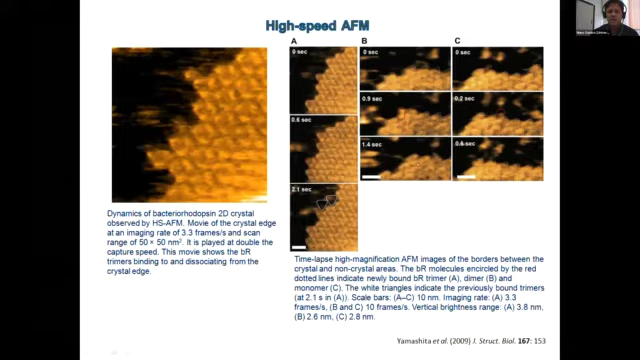 High-speed AFM
A
B
C
0 sec
0.6 sec
2.1 sec
0 sec
0.9 sec
1.4 sec
0 sec
0.2 sec
0.6 sec
Dynamics of bacteriorhodopsin 2D crystal
observed by HS-AFM. Movie of the crystal edge
at an imaging rate of 3.3 frames/s and scan
range of 50 × 50 nm². It is played at double the
capture speed. This movie shows the bR
trimers binding to and dissociating from the
crystal edge.
Time-lapse high-magnification AFM images of the borders between the
crystal and non-crystal areas. The bR molecules encircled by the red
dotted lines indicate newly bound bR trimer (A), dimer (B) and
monomer (C). The white triangles indicate the previously bound trimers
(at 2.1 s in (A)). Scale bars: (A–C) 10 nm. Imaging rate: (A) 3.3
frames/s, (B and C) 10 frames/s. Vertical brightness range: (A) 3.8 nm,
(B) 2.6 nm, (C) 2.8 nm.
Yamashita et al. (2009) J. Struct. Biol. 167: 153